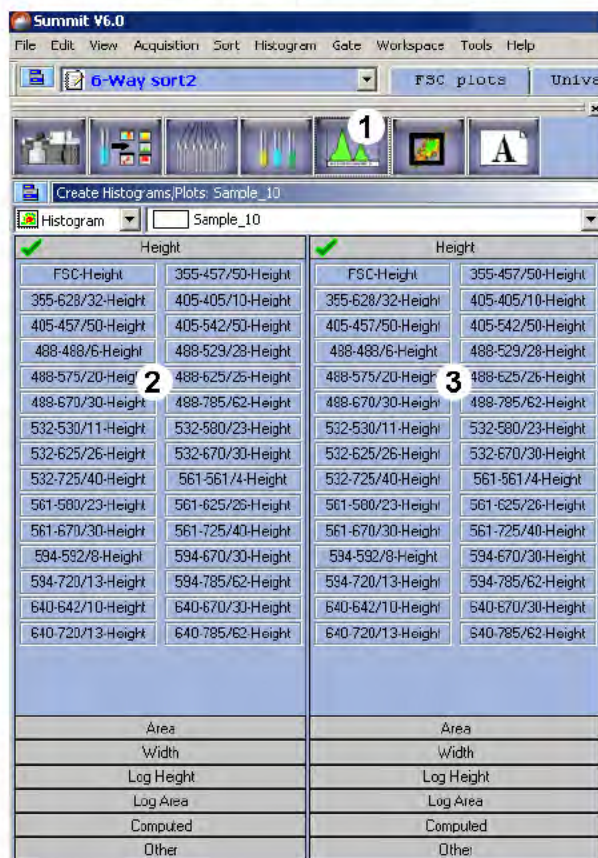 Summit V6.0
File Edit View Acquisition Sort Histogram Gate Workspace Tools Help
6-Way sort2 FSC plots Unive
1
A
Create Histograms,Plots: Sample_10
Histogram Sample_10
Height Height
FSC-Height 355-457/50-Height FSC-Height 355-457/50-Height
355-628/32-Height 405-405/10-Height 355-628/32-Height 405-405/10-Height
405-457/50-Height 405-542/50-Height 405-457/50-Height 405-542/50-Height
488-488/6-Height 488-529/28-Height 488-488/6-Height 488-529/28-Height
488-575/20-Height 2 488-625/26-Height 488-575/20-Height 3 488-625/26-Height
488-670/30-Height 488-785/62-Height 488-670/30-Height 488-785/62-Height
532-530/11-Height 532-580/23-Height 532-530/11-Height 532-580/23-Height
532-625/26-Height 532-670/30-Height 532-625/26-Height 532-670/30-Height
532-725/40-Height 561-561/4-Height 532-725/40-Height 561-561/4-Height
561-580/23-Height 561-625/26-Height 561-580/23-Height 561-625/26-Height
561-670/30-Height 561-725/40-Height 561-670/30-Height 561-725/40-Height
594-592/8-Height 594-670/30-Height 594-592/8-Height 594-670/30-Height
594-720/13-Height 594-785/62-Height 594-720/13-Height 594-785/62-Height
640-642/10-Height 640-670/30-Height 640-642/10-Height 640-670/30-Height
640-720/13-Height 640-785/62-Height 640-720/13-Height 640-785/62-Height
Area Area
Width Width
Log Height Log Height
Log Area Log Area
Computed Computed
Other Other